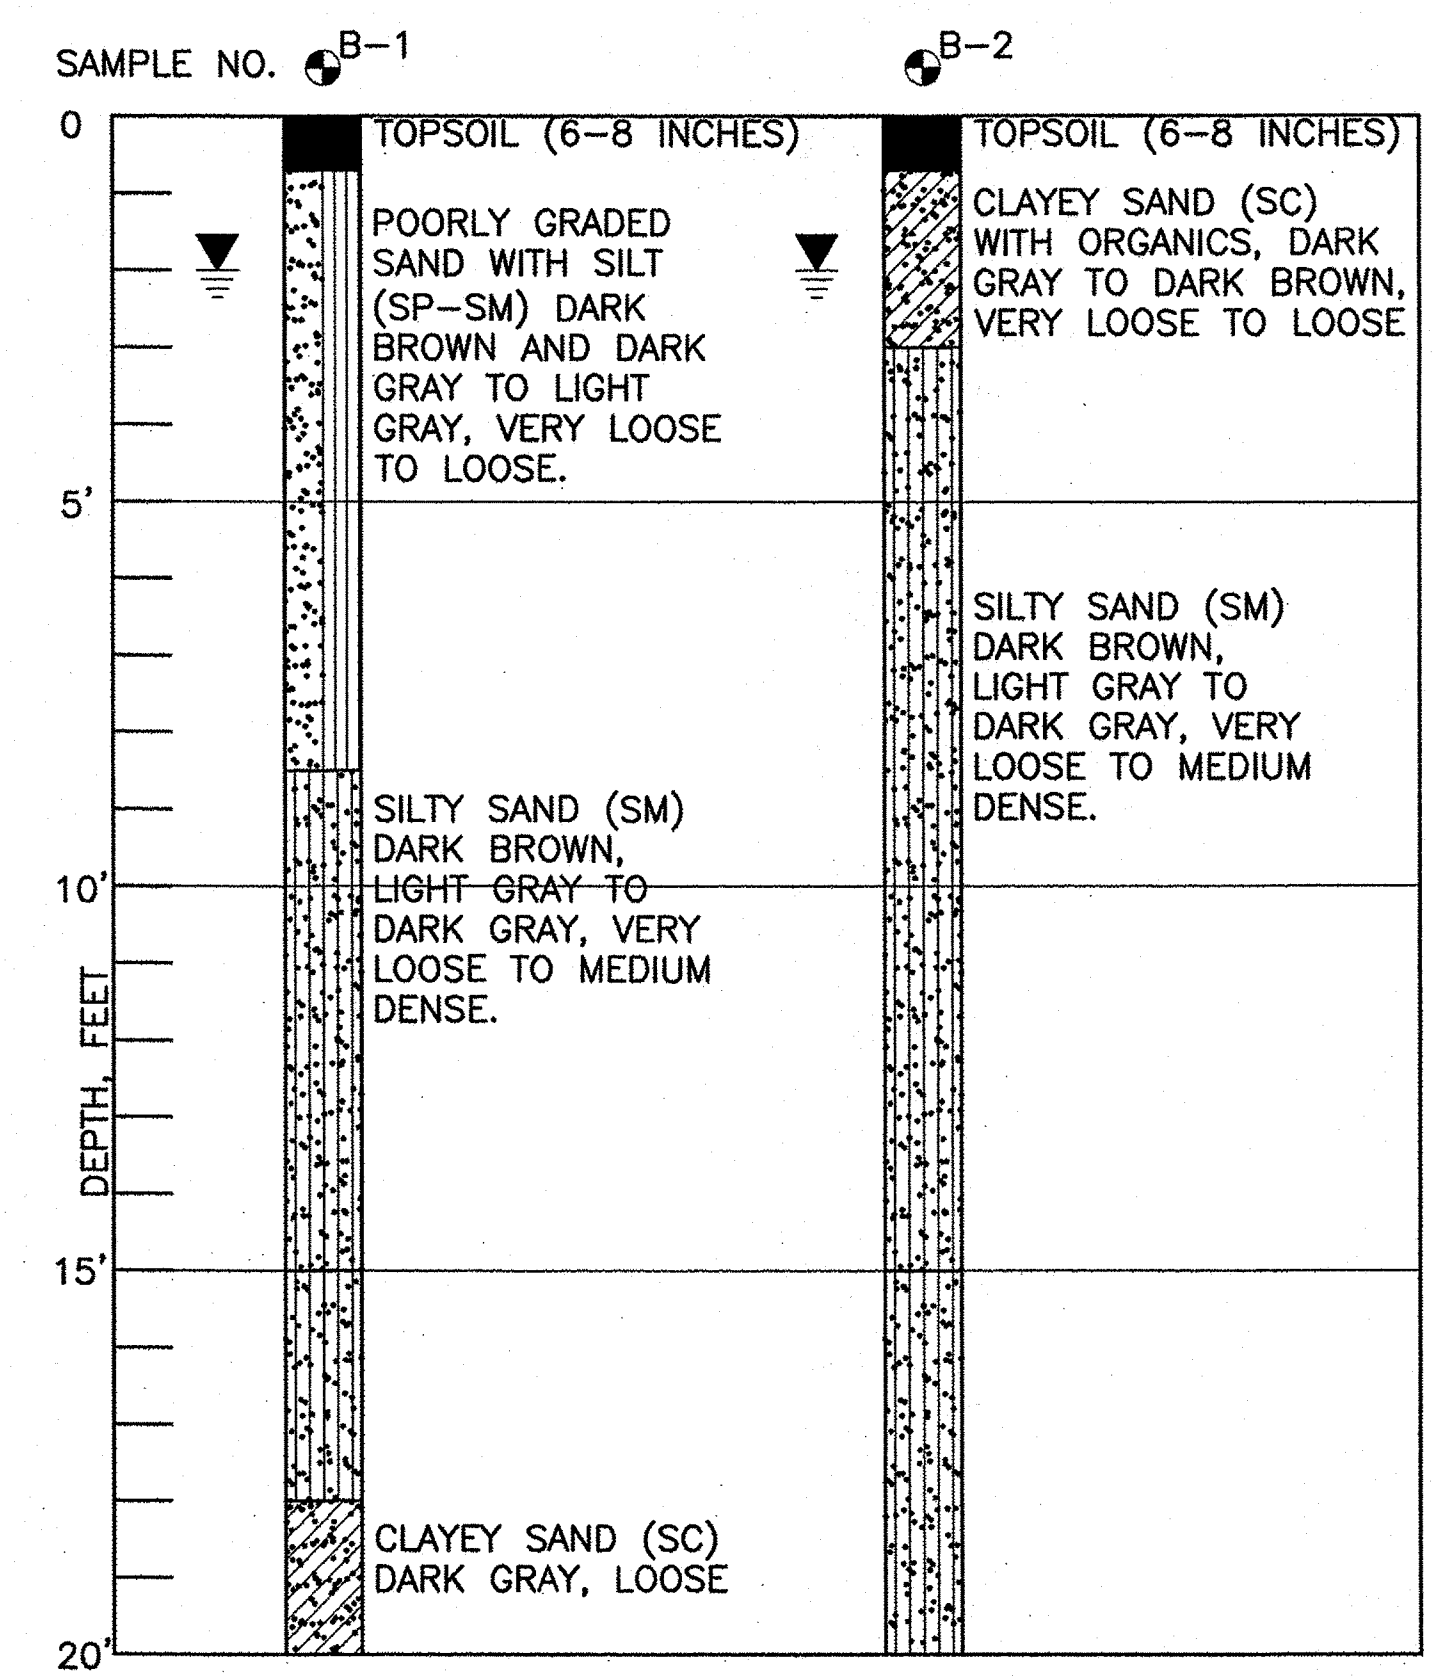 SAMPLE NO. B-1 B-2
0
TOPSOIL (6-8 INCHES)
POORLY GRADED
SAND WITH SILT
(SP-SM) DARK
BROWN AND DARK
GRAY TO LIGHT
GRAY, VERY LOOSE
TO LOOSE.
SILTY SAND (SM)
DARK BROWN,
LIGHT GRAY TO
DARK GRAY, VERY
LOOSE TO MEDIUM
DENSE.
CLAYEY SAND (SC)
DARK GRAY, LOOSE
TOPSOIL (6-8 INCHES)
CLAYEY SAND (SC)
WITH ORGANICS, DARK
GRAY TO DARK BROWN,
VERY LOOSE TO LOOSE
SILTY SAND (SM)
DARK BROWN,
LIGHT GRAY TO
DARK GRAY, VERY
LOOSE TO MEDIUM
DENSE.
5'
10'
15'
20'
DEPTH, FEET